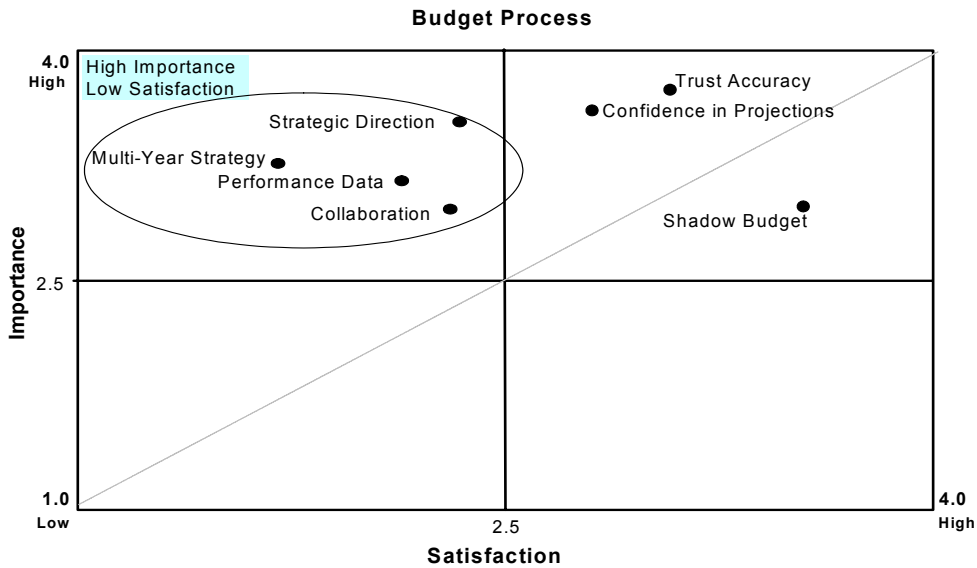 Budget Process
4.0
High
High Importance
Low Satisfaction
Trust Accuracy
Confidence in Projections
Strategic Direction
Multi-Year Strategy
Performance Data
Collaboration
Shadow Budget
Importance
2.5
1.0
Low
2.5
4.0
High
Satisfaction